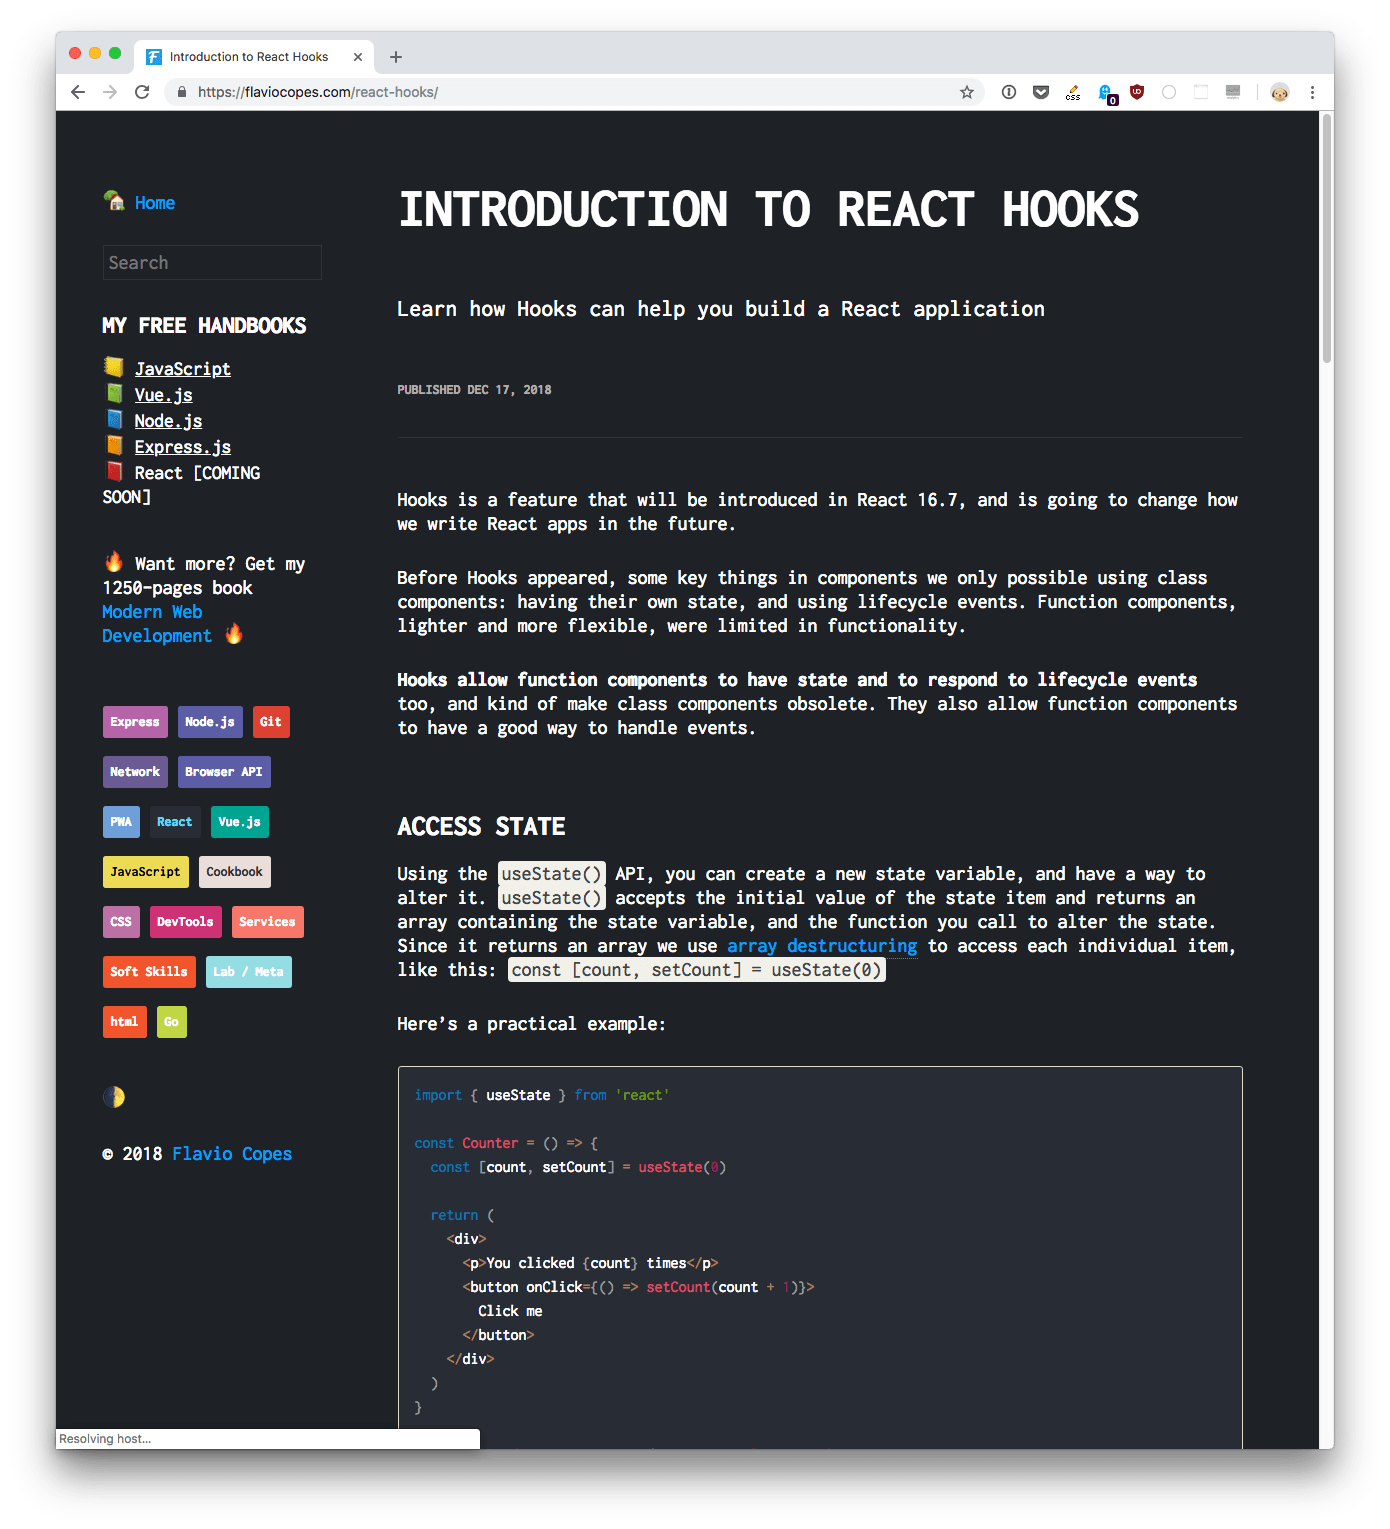 Introduction to React Hooks
https://flaviocopes.com/react-hooks/
css
0
Home
Search
MY FREE HANDBOOKS
JavaScript
Vue.js
Node.js
Express.js
React [COMING
SOON]
Want more? Get my
1250-pages book
Modern Web
Development
Express Node.js Git
Network Browser API
PWA React Vue.js
JavaScript Cookbook
CSS DevTools Services
Soft Skills Lab / Meta
html Go
© 2018 Flavio Copes
INTRODUCTION TO REACT HOOKS
Learn how Hooks can help you build a React application
PUBLISHED DEC 17, 2018
Hooks is a feature that will be introduced in React 16.7, and is going to change how
we write React apps in the future.
Before Hooks appeared, some key things in components we only possible using class
components: having their own state, and using lifecycle events. Function components,
lighter and more flexible, were limited in functionality.
Hooks allow function components to have state and to respond to lifecycle events
too, and kind of make class components obsolete. They also allow function components
to have a good way to handle events.
ACCESS STATE
Using the useState() API, you can create a new state variable, and have a way to
alter it. useState() accepts the initial value of the state item and returns an
array containing the state variable, and the function you call to alter the state.
Since it returns an array we use array destructuring to access each individual item,
like this: const [count, setCount] = useState(0)
Here's a practical example:
import { useState } from 'react'
const Counter = () => {
const [count, setCount] = useState(0)
return (
<div>
<p>You clicked {count} times</p>
<button onClick={() => setCount(count + 1)}>
Click me
</button>
</div>
)
}
Resolving host...